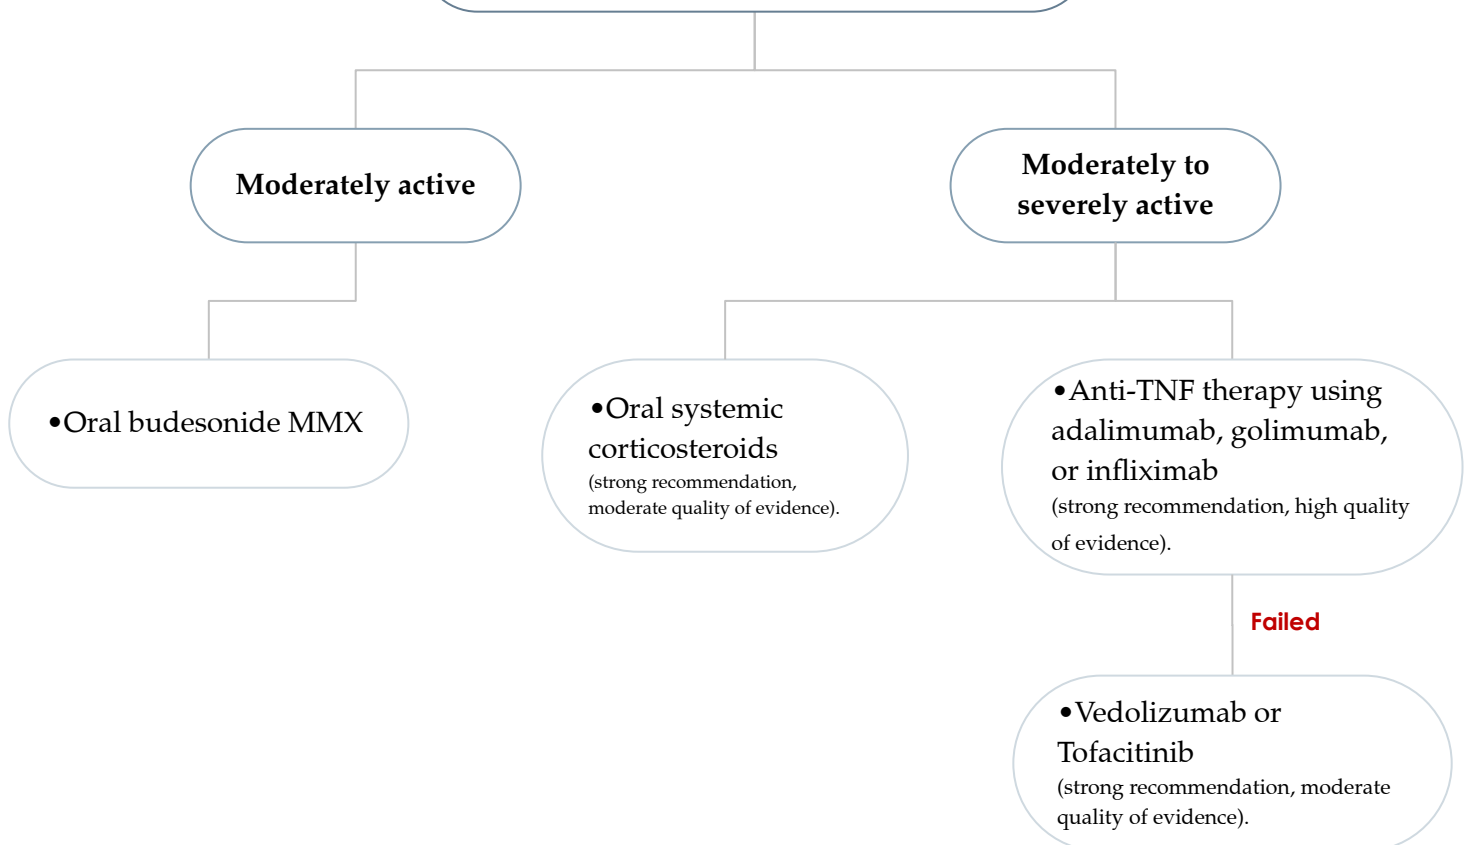 Moderately active
Moderately to
severely active
•Oral budesonide MMX
•Oral systemic
corticosteroids
(strong recommendation,
moderate quality of evidence).
•Anti-TNF therapy using
adalimumab, golimumab,
or infliximab
(strong recommendation, high quality
of evidence).
Failed
•Vedolizumab or
Tofacitinib
(strong recommendation, moderate
quality of evidence).